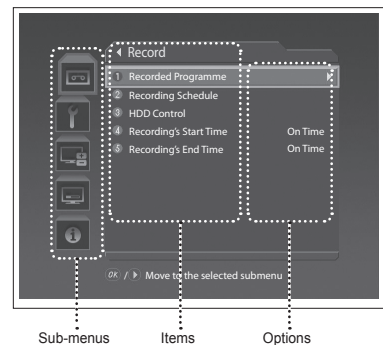 Record
1 Recorded Programme
2 Recording Schedule
3 HDD Control
4 Recording's Start Time On Time
5 Recording's End Time On Time
OK / Move to the selected submenu
Sub-menus Items Options